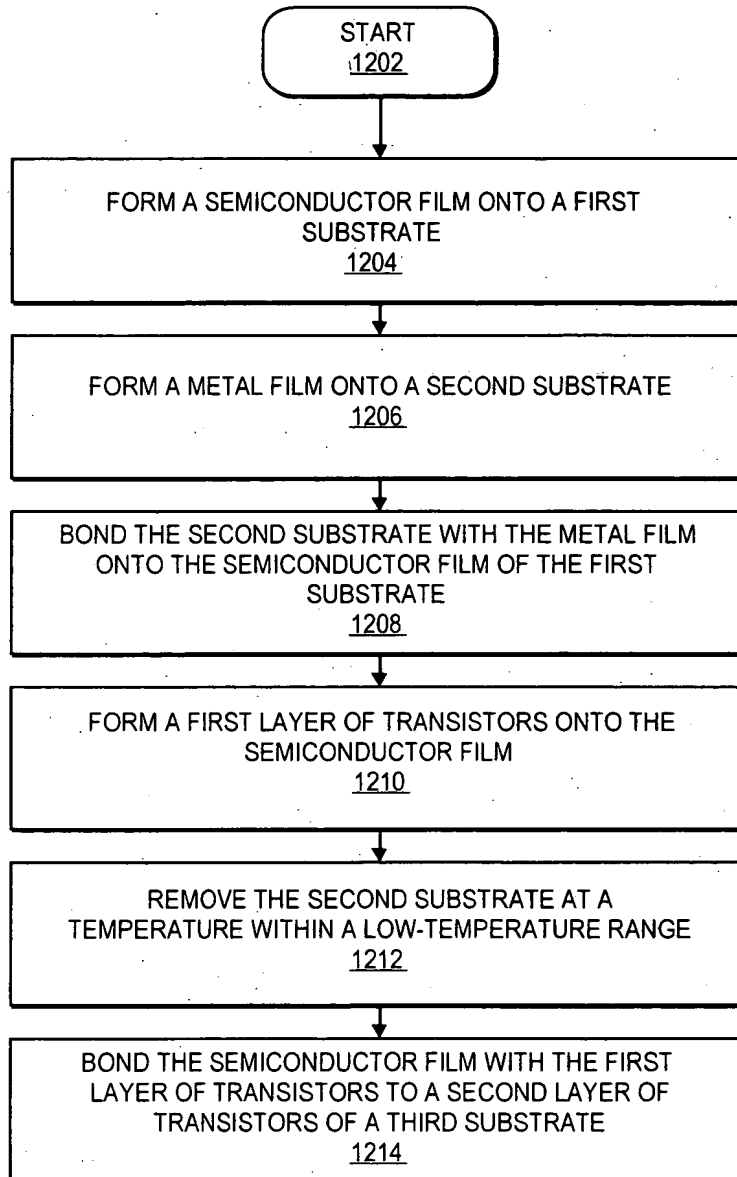 START
1202
FORM A SEMICONDUCTOR FILM ONTO A FIRST
SUBSTRATE
1204
FORM A METAL FILM ONTO A SECOND SUBSTRATE
1206
BOND THE SECOND SUBSTRATE WITH THE METAL FILM
ONTO THE SEMICONDUCTOR FILM OF THE FIRST
SUBSTRATE
1208
FORM A FIRST LAYER OF TRANSISTORS ONTO THE
SEMICONDUCTOR FILM
1210
REMOVE THE SECOND SUBSTRATE AT A
TEMPERATURE WITHIN A LOW-TEMPERATURE RANGE
1212
BOND THE SEMICONDUCTOR FILM WITH THE FIRST
LAYER OF TRANSISTORS TO A SECOND LAYER OF
TRANSISTORS OF A THIRD SUBSTRATE
1214